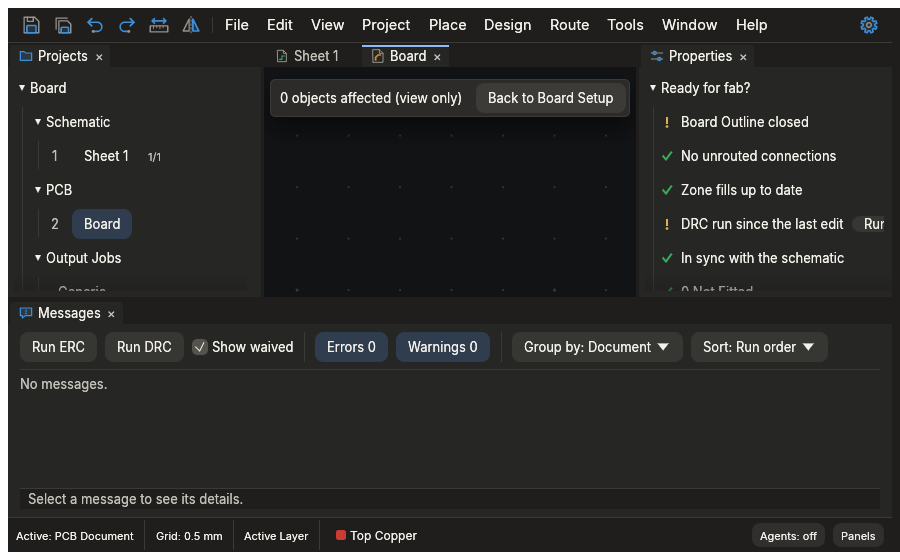 File Edit View Project Place Design Route Tools Window Help
Projects ×
Sheet 1
Board ×
Properties ×
Board
Schematic
1 Sheet 1 1/1
PCB
2 Board
Output Jobs
0 objects affected (view only) Back to Board Setup
Ready for fab?
! Board Outline closed
No unrouted connections
Zone fills up to date
! DRC run since the last edit Run
In sync with the schematic
0 Not Fitted
Messages ×
Run ERC Run DRC Show waived Errors 0 Warnings 0 Group by: Document Sort: Run order
No messages.
Select a message to see its details.
Active: PCB Document Grid: 0.5 mm Active Layer Top Copper Agents: off Panels